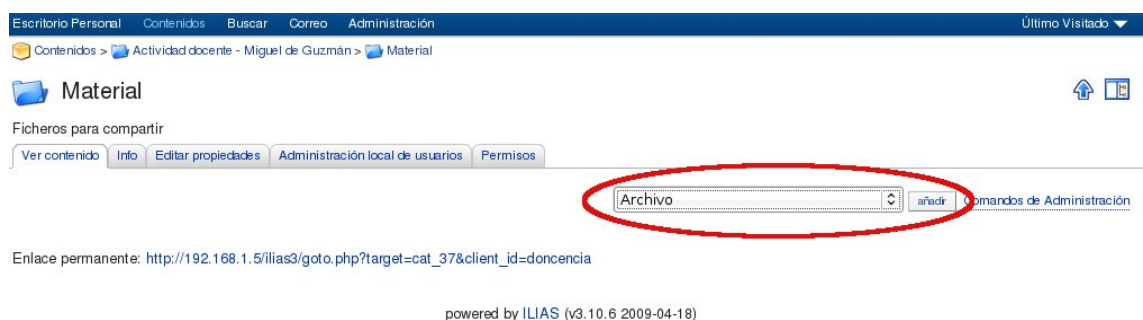 Escritorio Personal Contenidos Buscar Correo Administración Último Visitado
Contenidos > Actividad docente - Miguel de Guzmán > Material
Material
Ficheros para compartir
Ver contenido Info Editar propiedades Administración local de usuarios Permisos
Archivo añadir Comandos de Administración
Enlace permanente: http://192.168.1.5/ilias3/goto.php?target=cat_37&client_id=doncencia
powered by ILIAS (v3.10.6 2009-04-18)